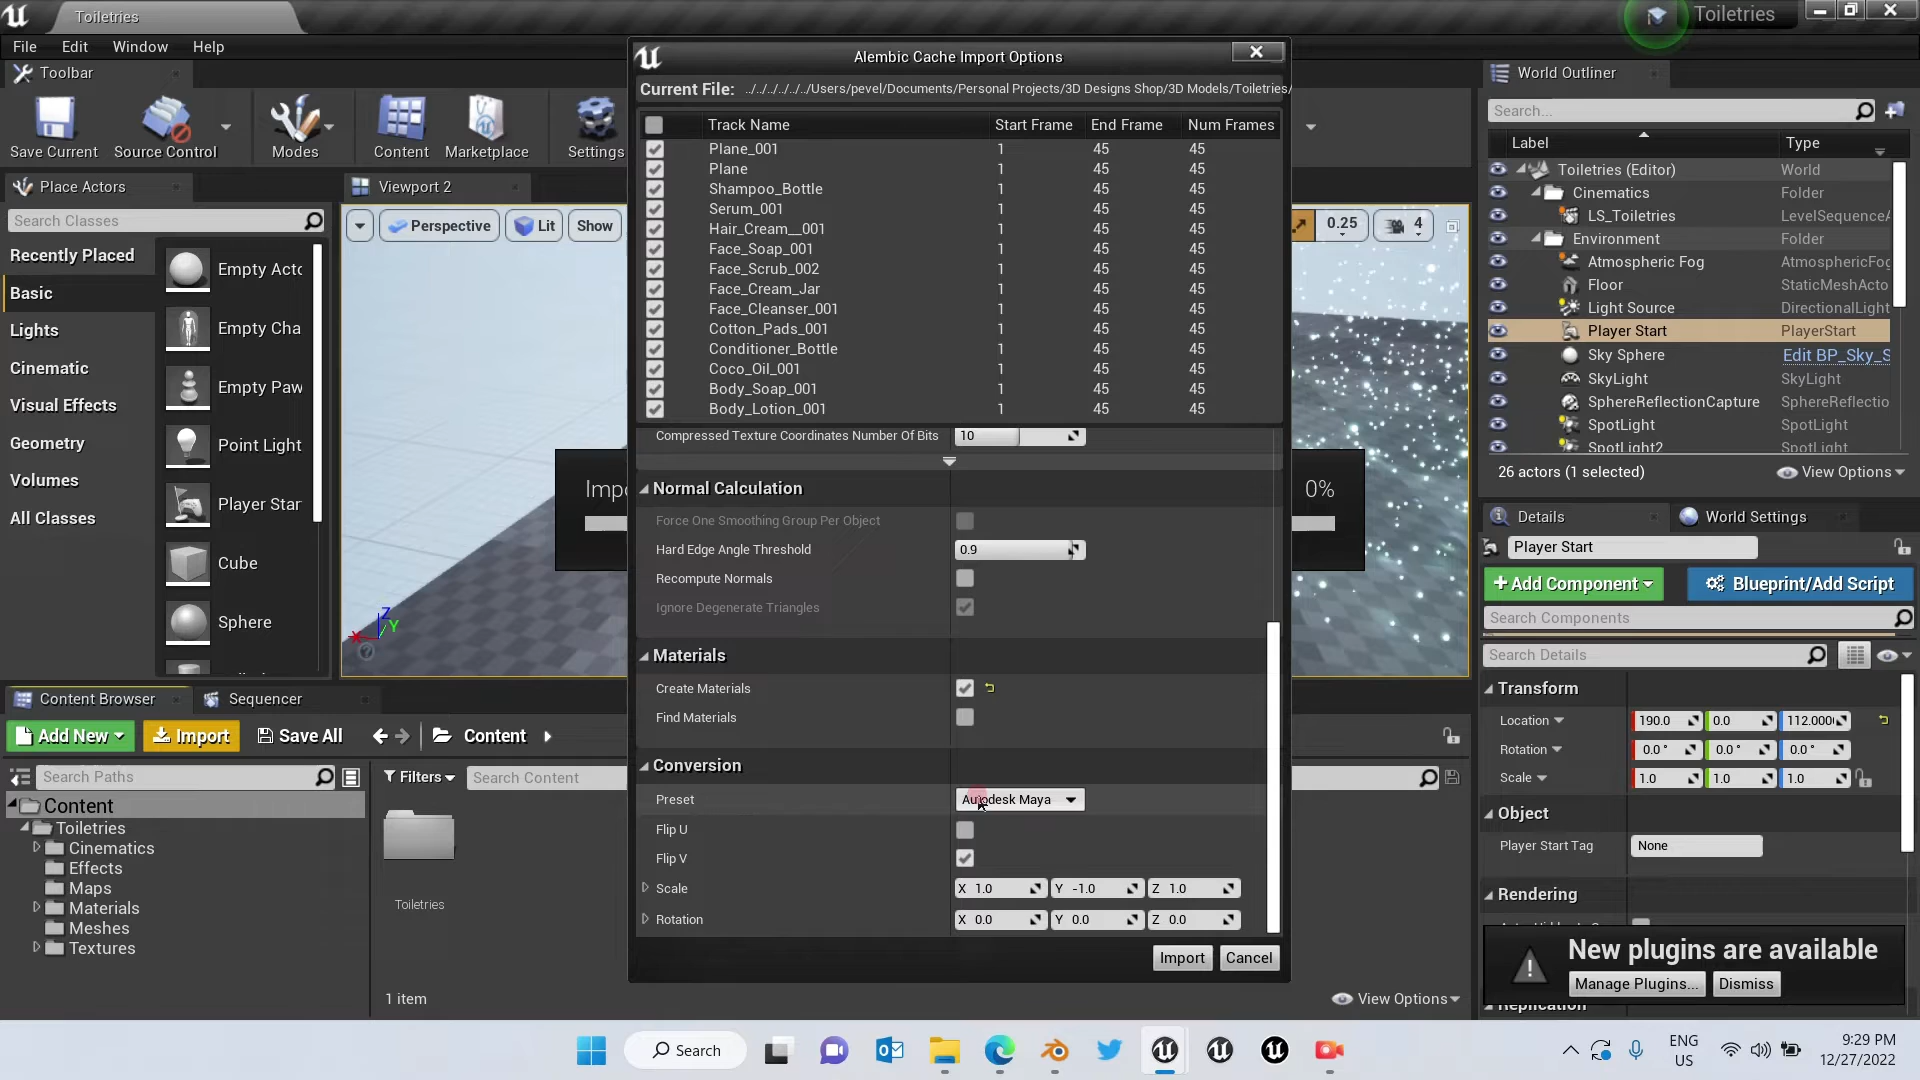 Toiletries
Toiletries
File Edit Window Help
Toolbar
Save Current
Source Control
Modes
Content
Marketplace
Settings
Place Actors
Search Classes
Recently Placed
Basic
Lights
Cinematic
Visual Effects
Geometry
Volumes
All Classes
Empty Acto
Empty Cha
Empty Paw
Point Light
Player Star
Cube
Sphere
Viewport 2
Perspective Lit Show
0.25 4
Z
Y
X
Impo
0%
Alembic Cache Import Options
Current File: ../../../../../../Users/pevel/Documents/Personal Projects/3D Designs Shop/3D Models/Toiletries/
Track Name Start Frame End Frame Num Frames
Plane_001 1 45 45
Plane 1 45 45
Shampoo_Bottle 1 45 45
Serum_001 1 45 45
Hair_Cream__001 1 45 45
Face_Soap_001 1 45 45
Face_Scrub_002 1 45 45
Face_Cream_Jar 1 45 45
Face_Cleanser_001 1 45 45
Cotton_Pads_001 1 45 45
Conditioner_Bottle 1 45 45
Coco_Oil_001 1 45 45
Body_Soap_001 1 45 45
Body_Lotion_001 1 45 45
Compressed Texture Coordinates Number Of Bits 10
Normal Calculation
Force One Smoothing Group Per Object
Hard Edge Angle Threshold 0.9
Recompute Normals
Ignore Degenerate Triangles
Materials
Create Materials
Find Materials
Conversion
Preset Autodesk Maya
Flip U
Flip V
Scale X 1.0 Y -1.0 Z 1.0
Rotation X 0.0 Y 0.0 Z 0.0
Import Cancel
World Outliner
Search...
Label Type
Toiletries (Editor) World
Cinematics Folder
LS_Toiletries LevelSequenceA
Environment Folder
Atmospheric Fog AtmosphericFog
Floor StaticMeshActo
Light Source DirectionalLight
Player Start PlayerStart
Sky Sphere Edit BP_Sky_S
SkyLight SkyLight
SphereReflectionCapture SphereReflectio
SpotLight SpotLight
SpotLight2 SpotLight
26 actors (1 selected) View Options
Details World Settings
Player Start
+Add Component Blueprint/Add Script
Search Components
Search Details
Transform
Location 190.0 0.0 112.000
Rotation 0.0° 0.0° 0.0°
Scale 1.0 1.0 1.0
Object
Player Start Tag None
Rendering
Replication
New plugins are available
Manage Plugins... Dismiss
Content Browser Sequencer
Add New Import Save All Content
Search Paths
Filters Search Content
Content
Toiletries
Cinematics
Effects
Maps
Materials
Meshes
Textures
Toiletries
1 item
View Options
Search
ENG
US
9:29 PM
12/27/2022